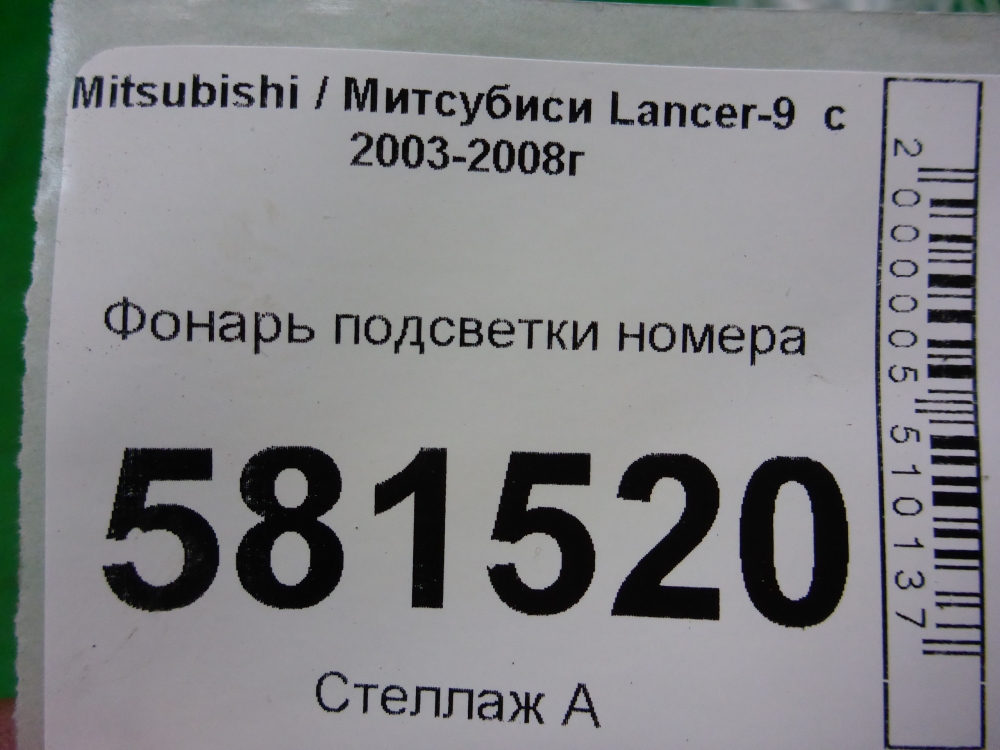 Mitsubishi / Митсубиси Lancer-9 с
2003-2008г
Фонарь подсветки номера
581520
Стеллаж А
2000005510137